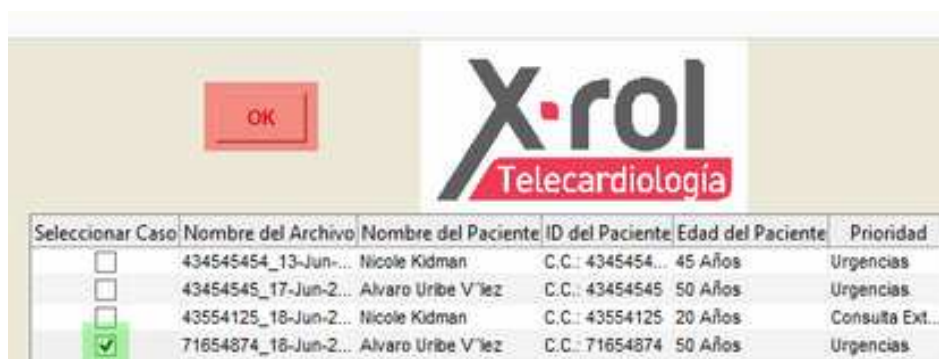 OK
X·rol
Telecardiología
Seleccionar Caso Nombre del Archivo Nombre del Paciente ID del Paciente Edad del Paciente Prioridad
434545454_13-Jun-... Nicole Kidman C.C.: 4345454... 45 Años Urgencias
43454545_17-Jun-2... Alvaro Uribe V´lez C.C.: 43454545 50 Años Urgencias
43554125_18-Jun-2... Nicole Kidman C.C.: 43554125 20 Años Consulta Ext...
71654874_18-Jun-2... Alvaro Uribe V´lez C.C.: 71654874 50 Años Urgencias